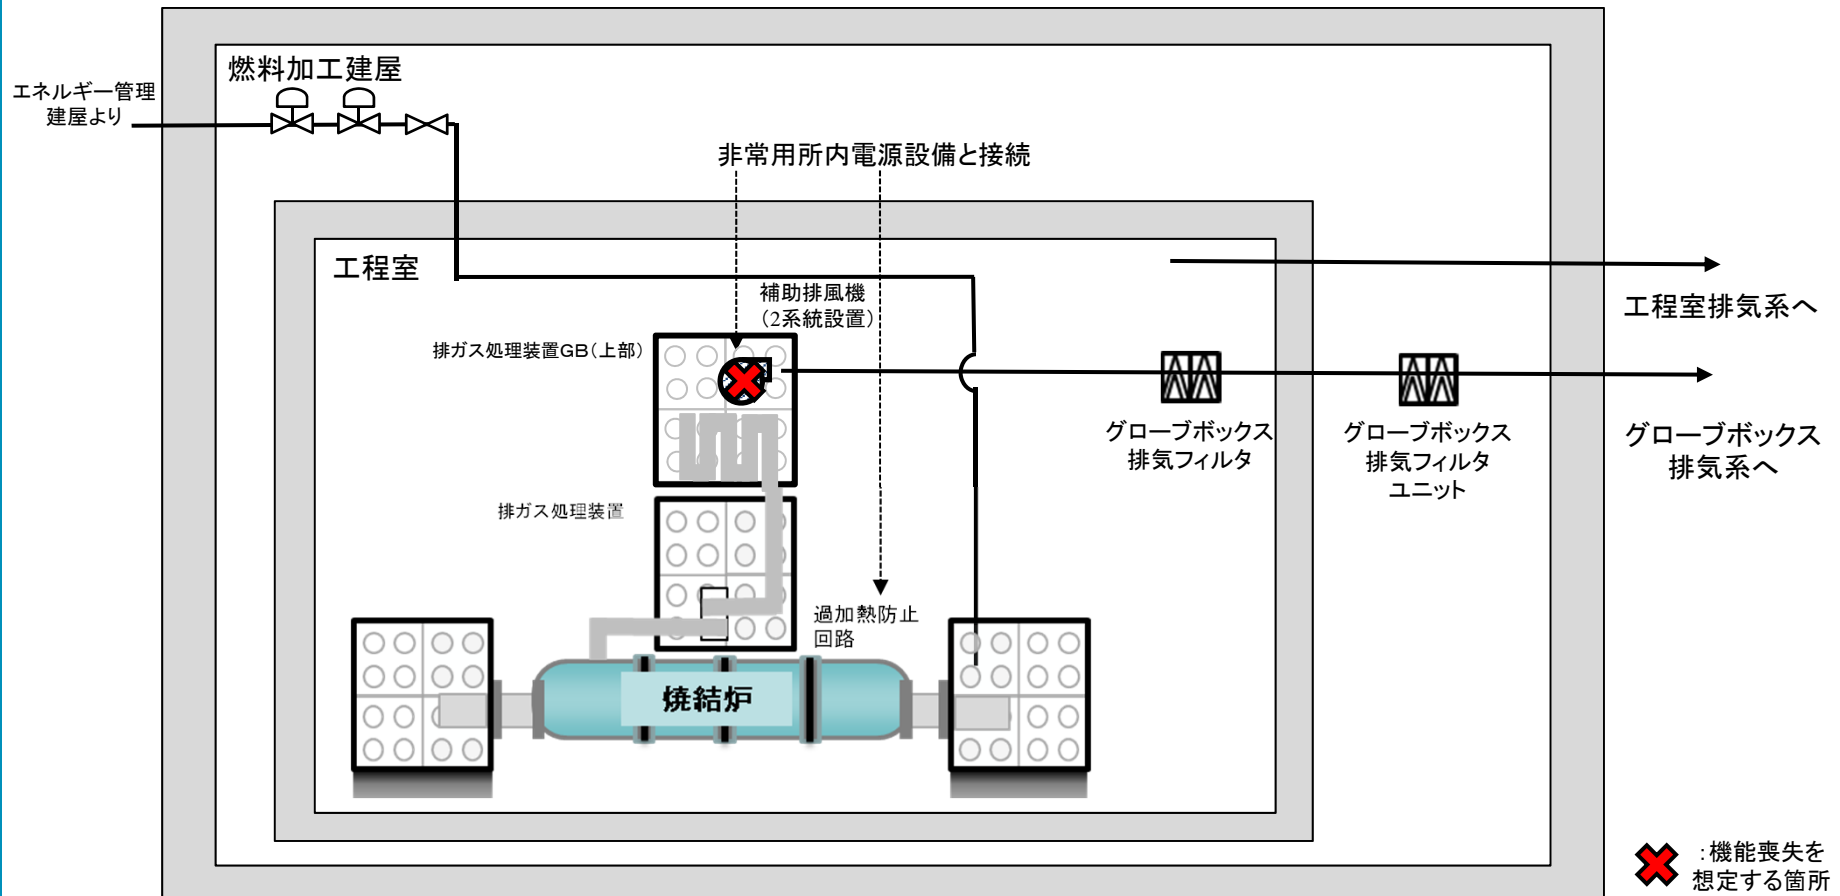 燃料加工建屋
エネルギー管理
建屋より
非常用所内電源設備と接続
工程室
補助排風機
（2系統設置）
工程室排気系へ
排ガス処理装置GB（上部）
グローブボックス
排気フィルタ
グローブボックス
排気フィルタ
ユニット
グローブボックス
排気系へ
排ガス処理装置
過加熱防止
回路
焼結炉
：機能喪失を
想定する箇所